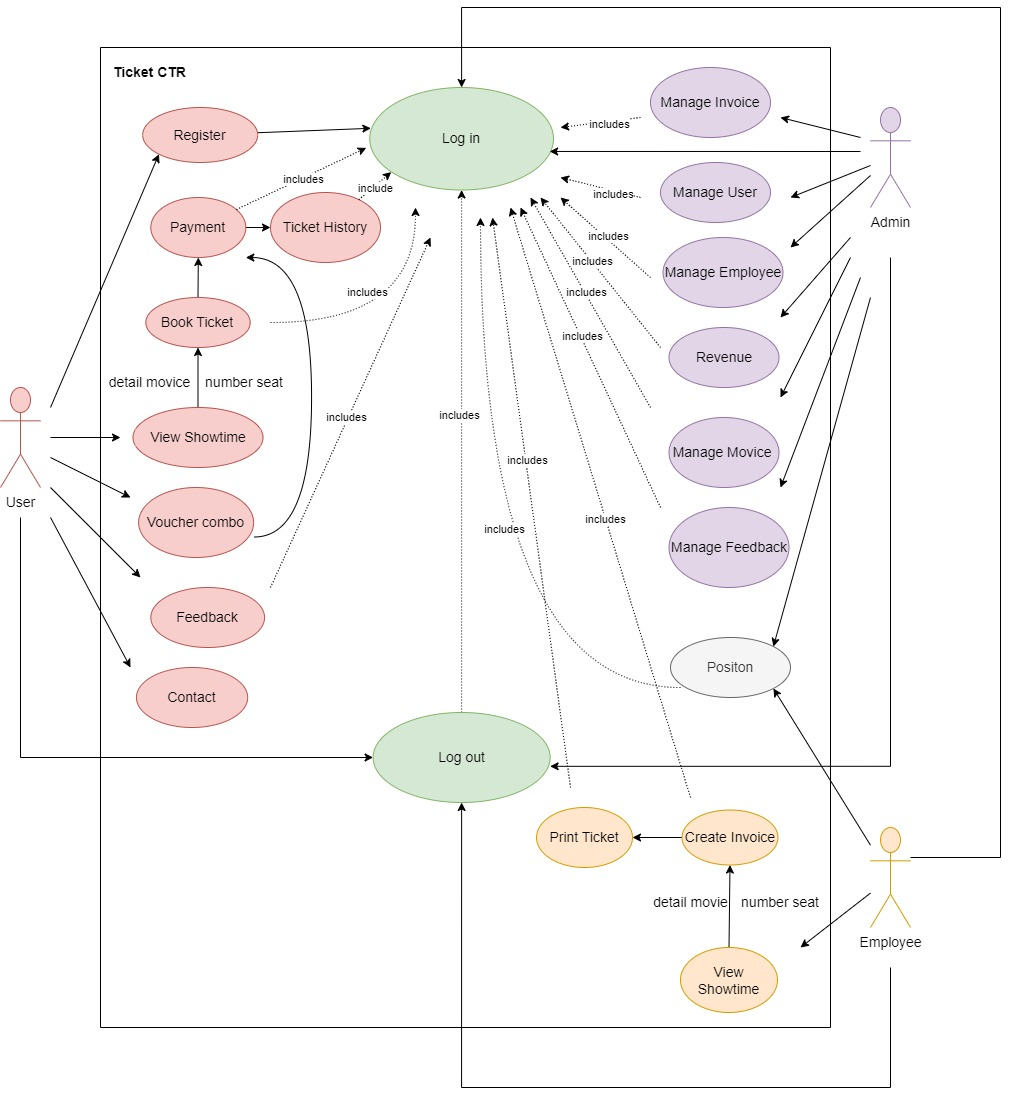 Ticket CTR
Register
Log in
Manage Invoice
includes
includes
include
Payment
Ticket History
includes
Manage User
Admin
includes
Manage Employee
includes
includes
includes
Book Ticket
includes
Revenue
detail movice
number seat
includes
includes
View Showtime
Manage Movice
includes
User
Voucher combo
includes
includes
Manage Feedback
Feedback
Positon
Contact
Log out
Print Ticket
Create Invoice
detail movie
number seat
Employee
View
Showtime